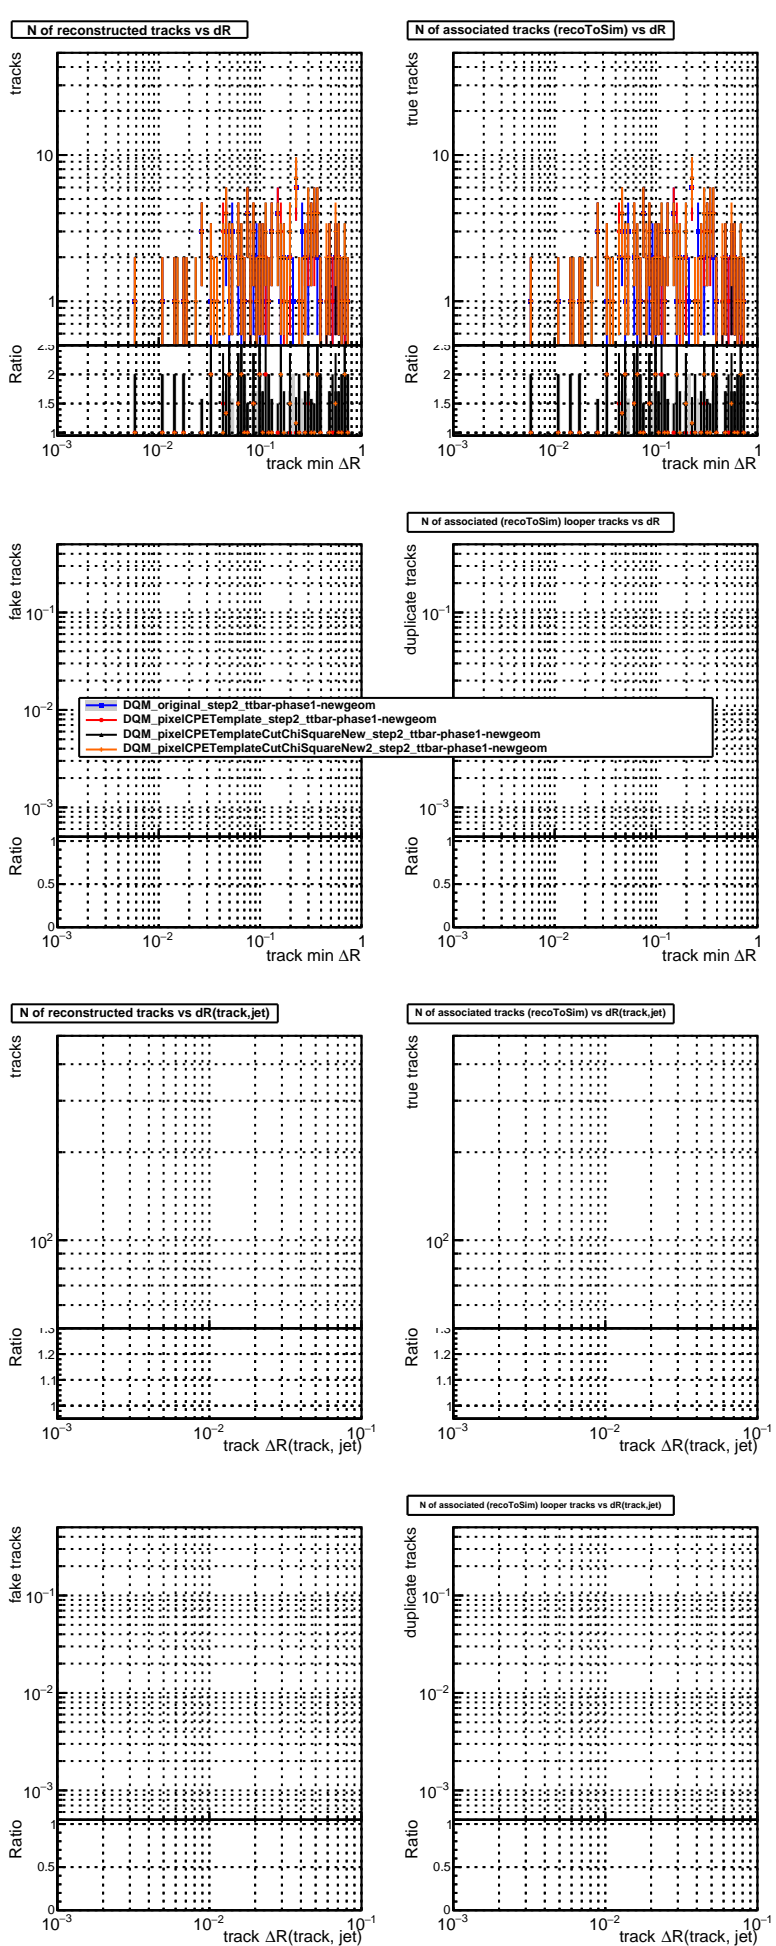 N of reconstructed tracks vs dR
N of associated tracks (recoToSim) vs dR
tracks
10
1
Ratio
2.5
2
1.5
1
10⁻³ 10⁻² 10⁻¹ 1
track min ΔR
true tracks
10
1
Ratio
2.5
2
1.5
1
10⁻³ 10⁻² 10⁻¹ 1
track min ΔR
N of associated (recoToSim) looper tracks vs dR
fake tracks
10⁻¹
10⁻²
10⁻³
Ratio
1
0.5
0
10⁻³ 10⁻² 10⁻¹ 1
track min ΔR
duplicate tracks
10⁻¹
10⁻³
Ratio
1
0.5
0
10⁻³ 10⁻² 10⁻¹ 1
track min ΔR
DQM_original_step2_ttbar-phase1-newgeom
DQM_pixelCPETemplate_step2_ttbar-phase1-newgeom
DQM_pixelCPETemplateCutChiSquareNew_step2_ttbar-phase1-newgeom
DQM_pixelCPETemplateCutChiSquareNew2_step2_ttbar-phase1-newgeom
N of reconstructed tracks vs dR(track,jet)
N of associated tracks (recoToSim) vs dR(track,jet)
tracks
10²
Ratio
1.3
1.2
1.1
1
10⁻³ 10⁻² 10⁻¹
track ΔR(track, jet)
true tracks
10²
Ratio
1.3
1.2
1.1
1
10⁻³ 10⁻² 10⁻¹
track ΔR(track, jet)
N of associated (recoToSim) looper tracks vs dR(track,jet)
fake tracks
10⁻¹
10⁻²
10⁻³
Ratio
1
0.5
0
10⁻³ 10⁻² 10⁻¹
track ΔR(track, jet)
duplicate tracks
10⁻¹
10⁻²
10⁻³
Ratio
1
0.5
0
10⁻³ 10⁻² 10⁻¹
track ΔR(track, jet)